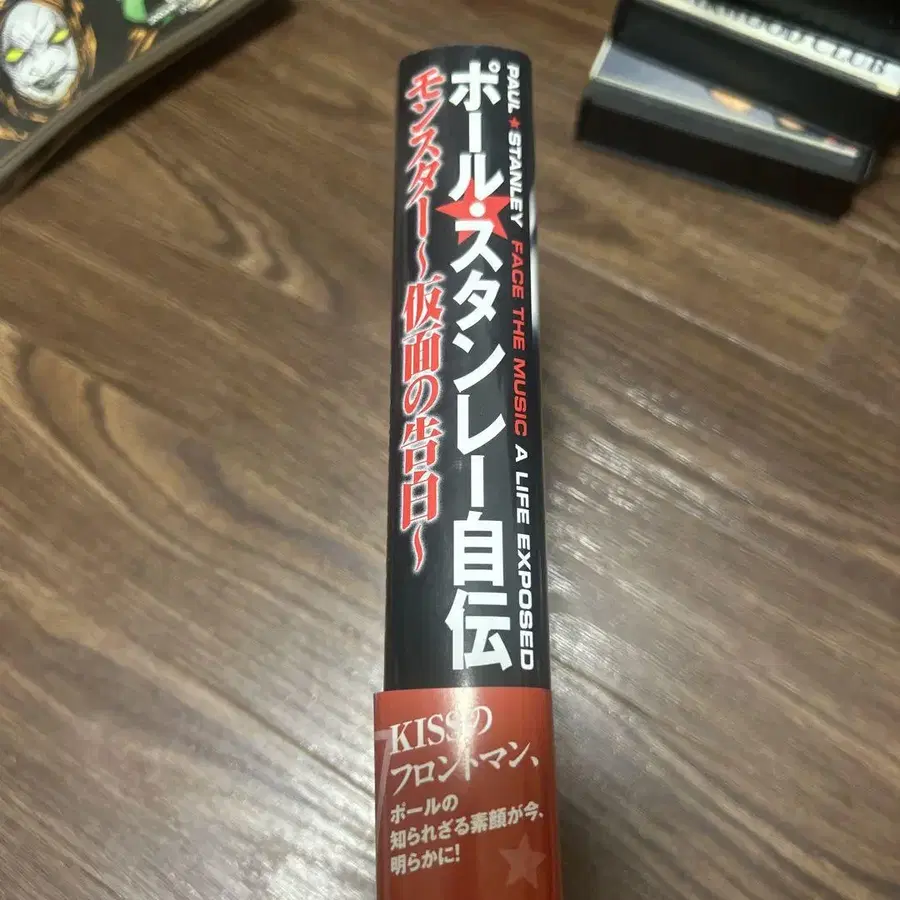 PAUL★STANLEY FACE THE MUSIC A LIFE EXPOSED
ポール・スタンレー自伝
モンスター〜仮面の告白〜
KISSの
フロントマン、
ポールの
知られざる素顔が今、
明らかに!
CLUB